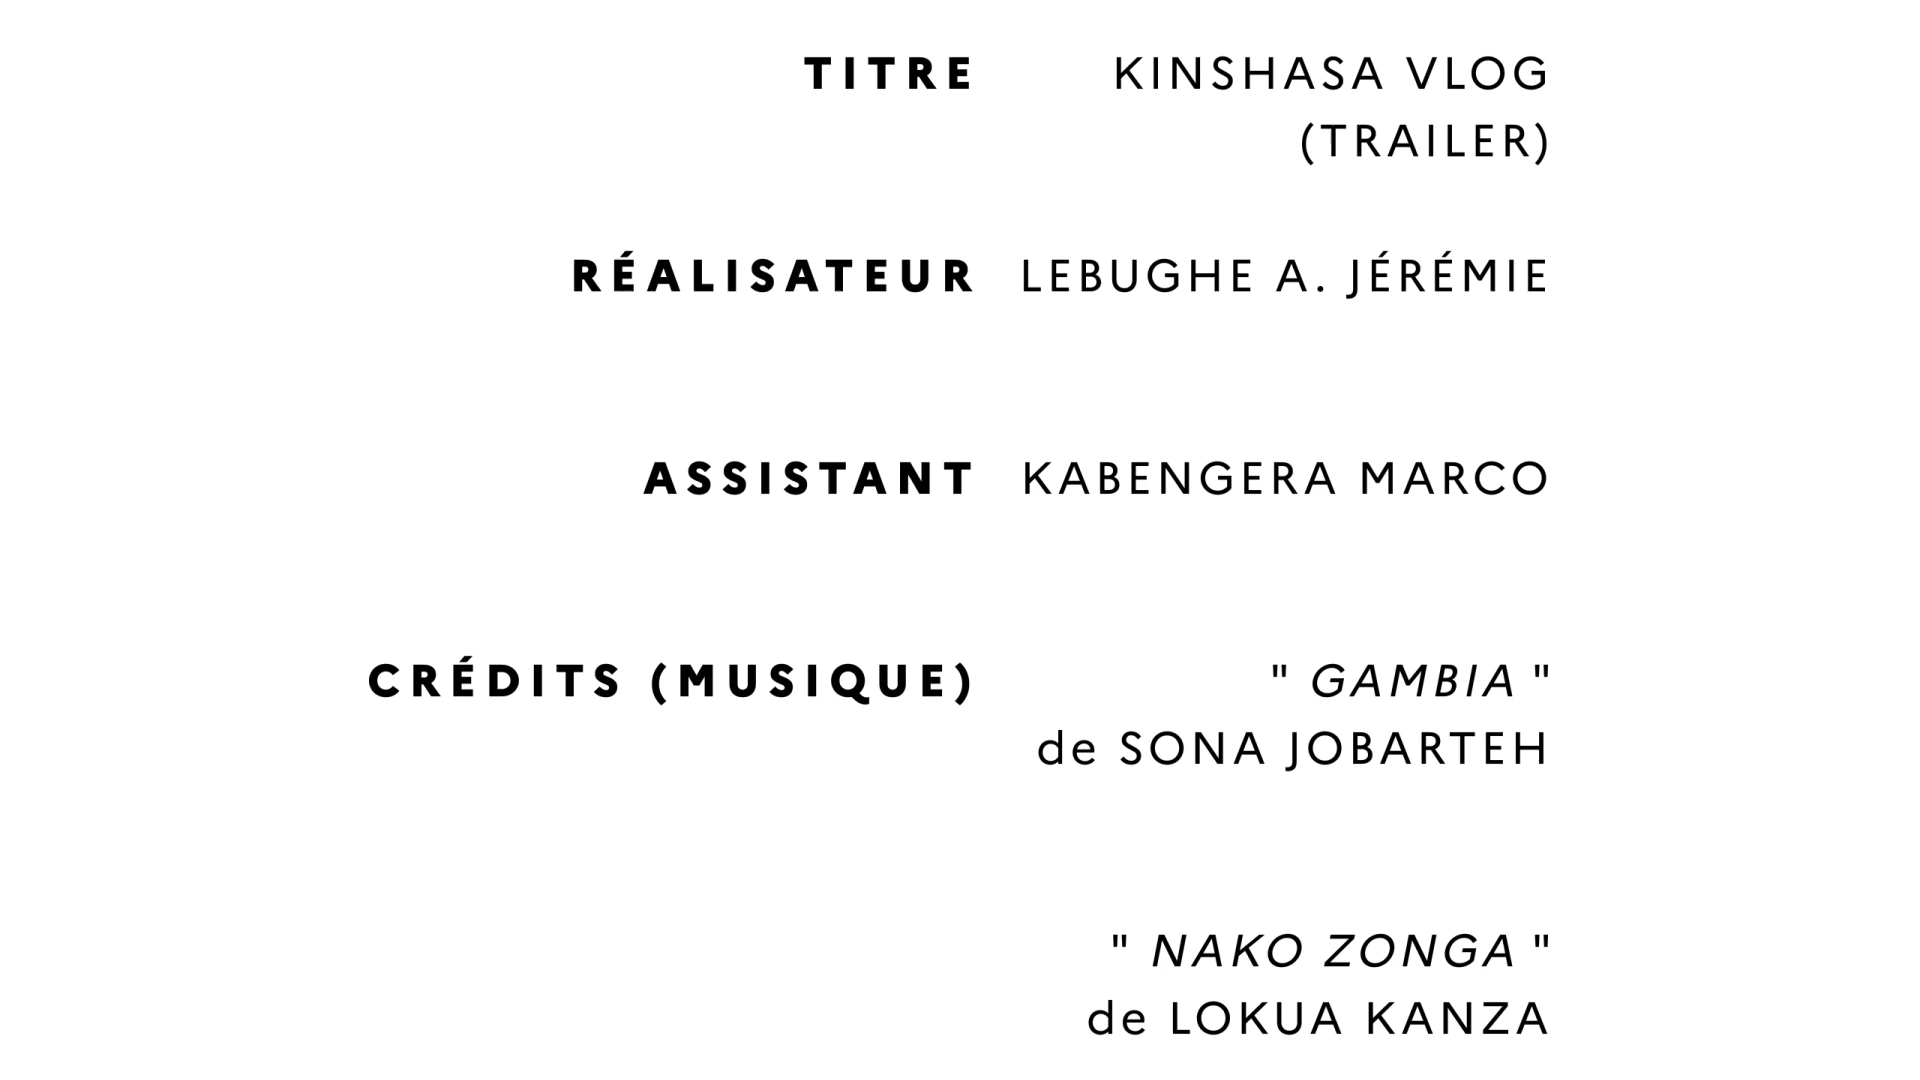 TITRE KINSHASA VLOG
(TRAILER)
RÉALISATEUR LEBUGHE A. JÉRÉMIE
ASSISTANT KABENGERA MARCO
CRÉDITS (MUSIQUE) " GAMBIA "
de SONA JOBARTEH
" NAKO ZONGA "
de LOKUA KANZA